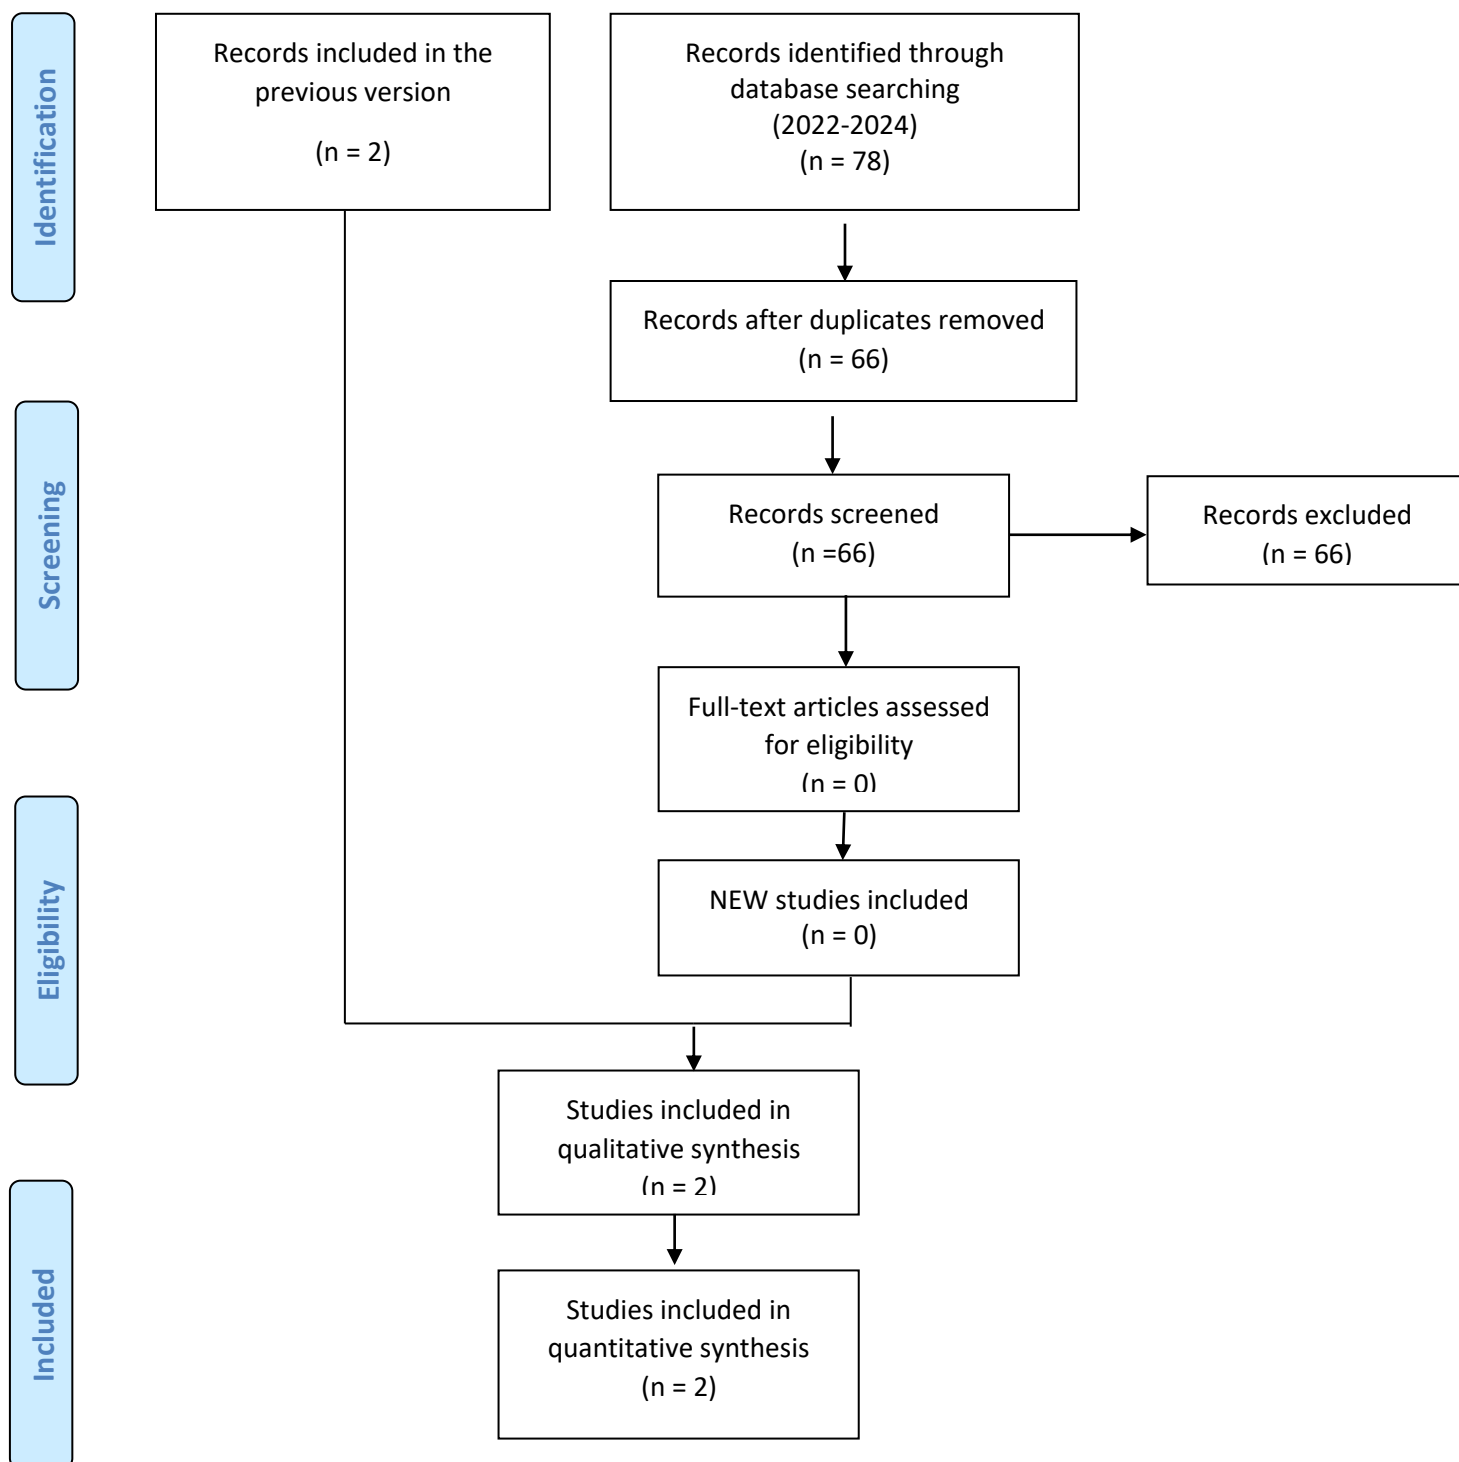 Identification
Records included in the
previous version
(n = 2)
Records identified through
database searching
(2022-2024)
(n = 78)
Records after duplicates removed
(n = 66)
Screening
Records screened
(n =66)
Records excluded
(n = 66)
Full-text articles assessed
for eligibility
(n = 0)
Eligibility
NEW studies included
(n = 0)
Studies included in
qualitative synthesis
(n = 2)
Included
Studies included in
quantitative synthesis
(n = 2)